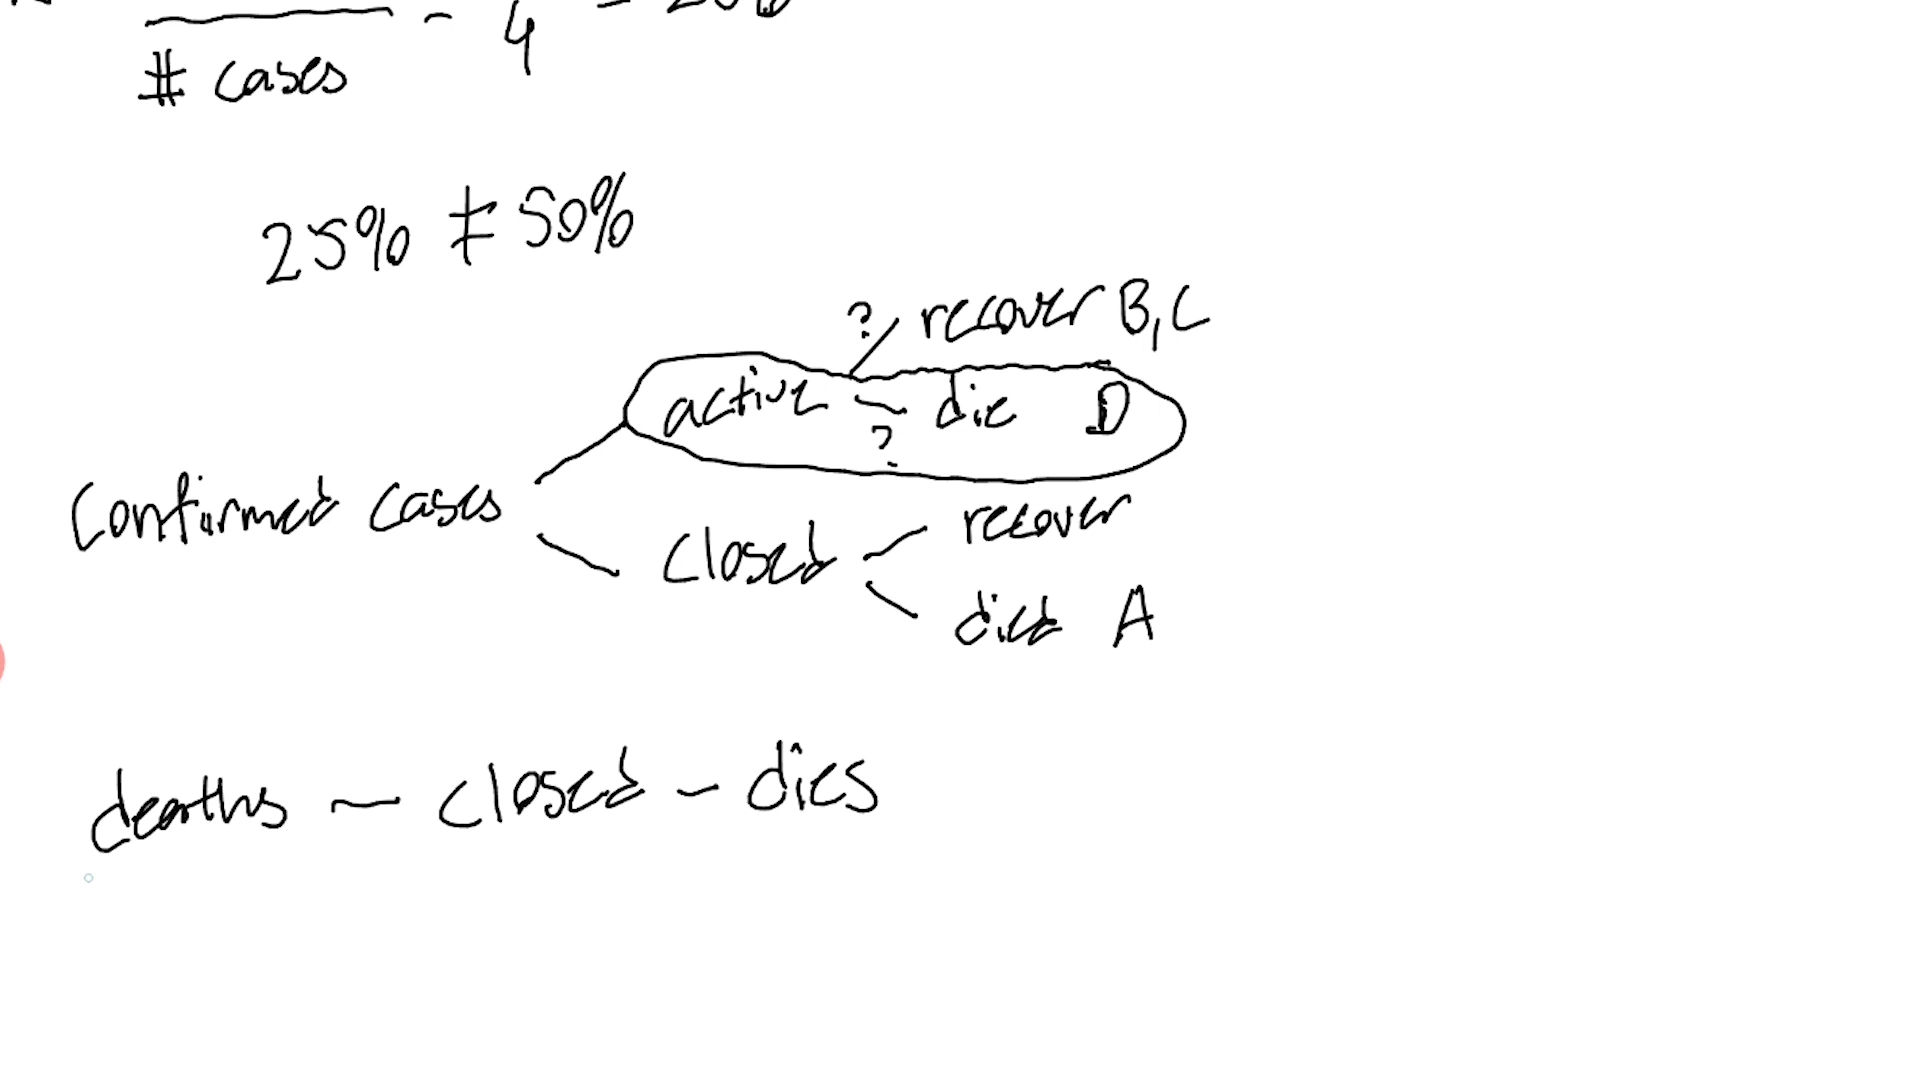 # cases
4
25% ≠ 50%
? recover B, C
active die D
?
Confirmed cases
recover
closed
died A
deaths - closed - dies